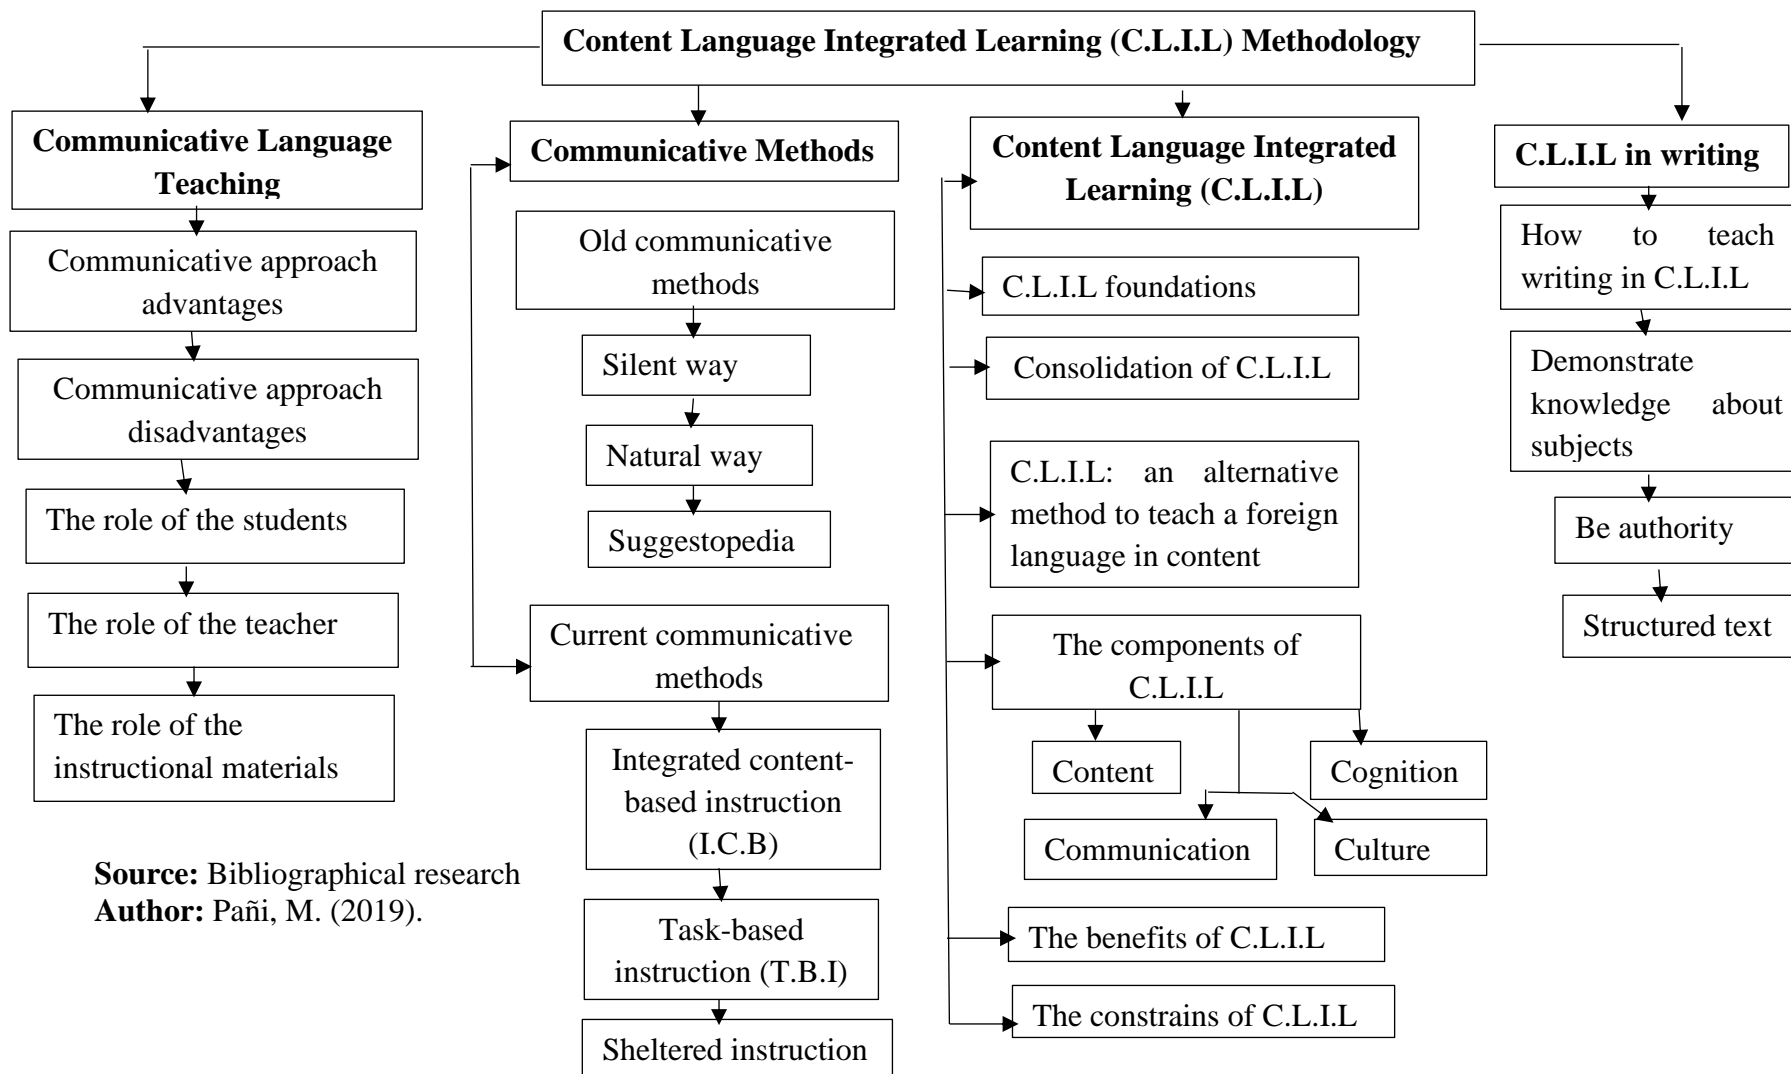 Content Language Integrated Learning (C.L.I.L) Methodology
Communicative Language
Teaching
Communicative approach
advantages
Communicative approach
disadvantages
The role of the students
The role of the teacher
The role of the
instructional materials
Communicative Methods
Old communicative
methods
Silent way
Natural way
Suggestopedia
Current communicative
methods
Integrated content-
based instruction
(I.C.B)
Task-based
instruction (T.B.I)
Sheltered instruction
Content Language Integrated
Learning (C.L.I.L)
C.L.I.L foundations
Consolidation of C.L.I.L
C.L.I.L: an alternative
method to teach a foreign
language in content
The components of
C.L.I.L
Content
Cognition
Communication
Culture
The benefits of C.L.I.L
The constrains of C.L.I.L
C.L.I.L in writing
How to teach
writing in C.L.I.L
Demonstrate
knowledge about
subjects
Be authority
Structured text
Source: Bibliographical research
Author: Pañi, M. (2019).